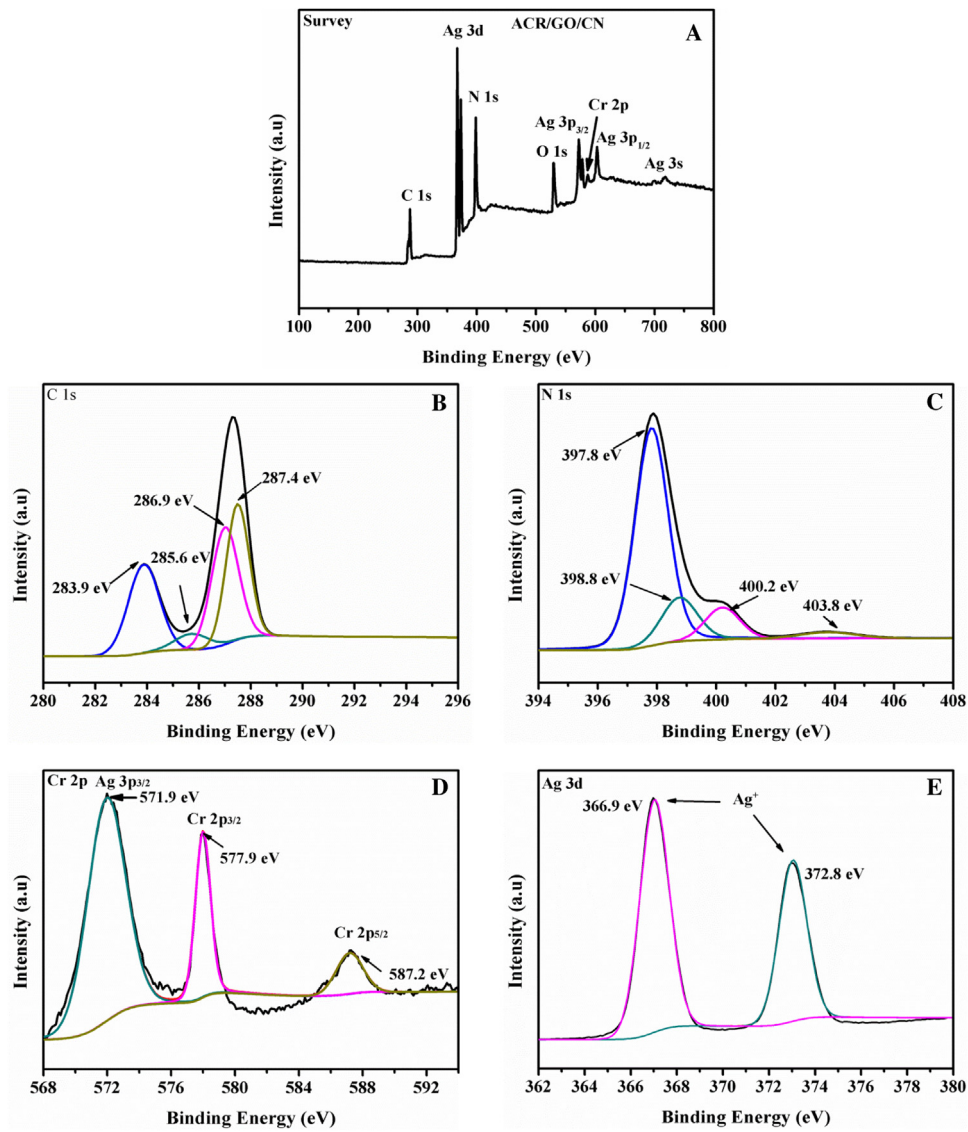 Survey
ACR/GO/CN
A
Ag 3d
N 1s
Cr 2p
Ag 3p3/2
Ag 3p1/2
O 1s
Ag 3s
C 1s
Intensity (a.u)
100 200 300 400 500 600 700 800
Binding Energy (eV)
C 1s
B
287.4 eV
286.9 eV
285.6 eV
283.9 eV
Intensity (a.u)
280 282 284 286 288 290 292 294 296
Binding Energy (eV)
N 1s
C
397.8 eV
398.8 eV
400.2 eV
403.8 eV
Intensity (a.u)
394 396 398 400 402 404 406 408
Binding Energy (eV)
Cr 2p
Ag 3p3/2
D
571.9 eV
Cr 2p3/2
577.9 eV
Cr 2p5/2
587.2 eV
Intensity (a.u)
568 572 576 580 584 588 592
Binding Energy (eV)
Ag 3d
E
366.9 eV
Ag+
372.8 eV
Intensity (a.u)
362 364 366 368 370 372 374 376 378 380
Binding Energy (eV)